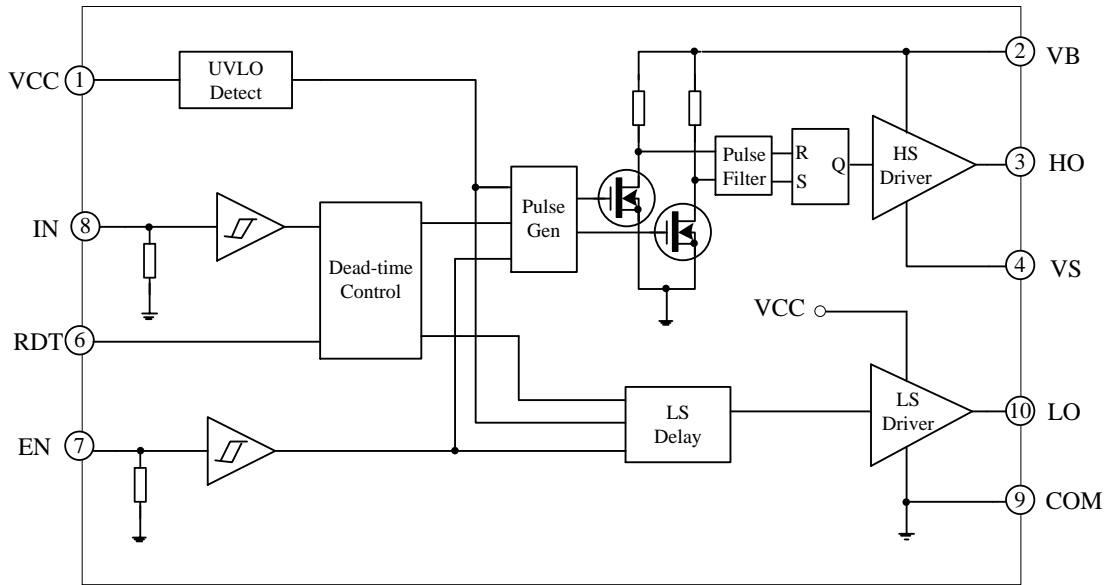 VCC 1
UVLO
Detect
2 VB
Pulse
Filter
R
S
Q
HS
Driver
3 HO
IN 8
Dead-time
Control
Pulse
Gen
4 VS
VCC
RDT 6
LS
Delay
LS
Driver
10 LO
EN 7
9 COM